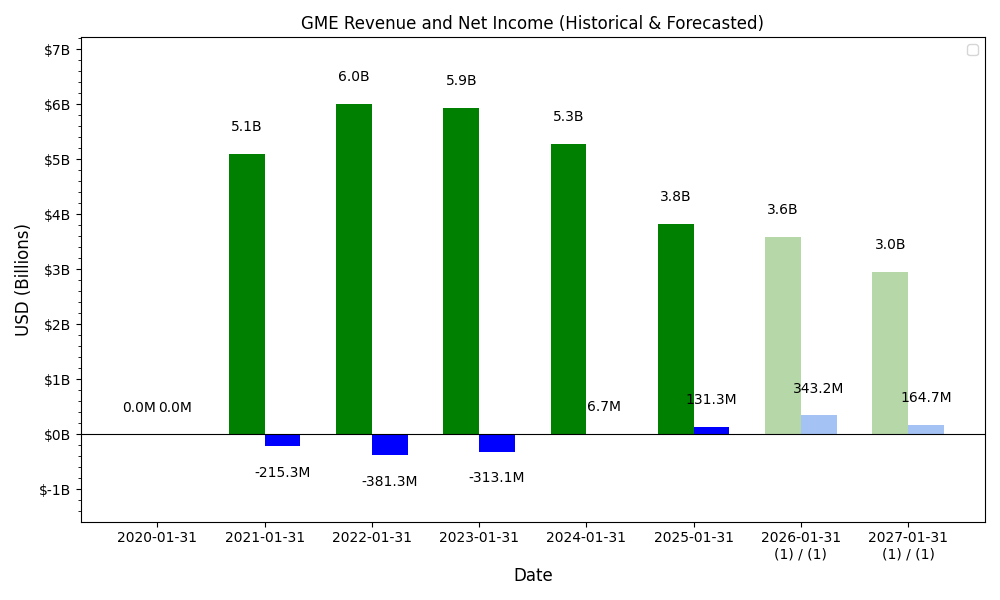 GME Revenue and Net Income (Historical & Forecasted)
$7B
$6B
$5B
$4B
$3B
$2B
$1B
$0B
$-1B
USD (Billions)
0.0M 0.0M
5.1B
-215.3M
6.0B
-381.3M
5.9B
-313.1M
5.3B
6.7M
3.8B
131.3M
3.6B
343.2M
3.0B
164.7M
2020-01-31
2021-01-31
2022-01-31
2023-01-31
2024-01-31
2025-01-31
2026-01-31
(1) / (1)
2027-01-31
(1) / (1)
Date